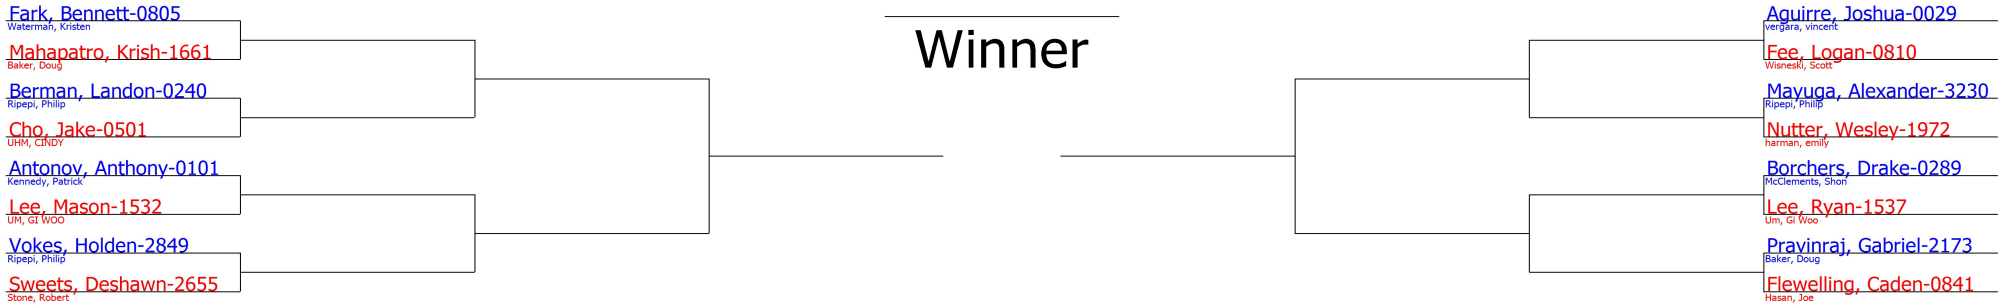 Fark, Bennett-0805
Waterman, Kristen
Mahapatro, Krish-1661
Baker, Doug
Berman, Landon-0240
Ripepi, Philip
Cho, Jake-0501
UHM, CINDY
Antonov, Anthony-0101
Kennedy, Patrick
Lee, Mason-1532
UM, GI WOO
Vokes, Holden-2849
Ripepi, Philip
Sweets, Deshawn-2655
Stone, Robert
Winner
Aguirre, Joshua-0029
vergara, vincent
Fee, Logan-0810
Wisneski, Scott
Mayuga, Alexander-3230
Ripepi, Philip
Nutter, Wesley-1972
harman, emily
Borchers, Drake-0289
McClements, Shon
Lee, Ryan-1537
Um, Gi Woo
Pravinraj, Gabriel-2173
Baker, Doug
Flewelling, Caden-0841
Hasan, Joe